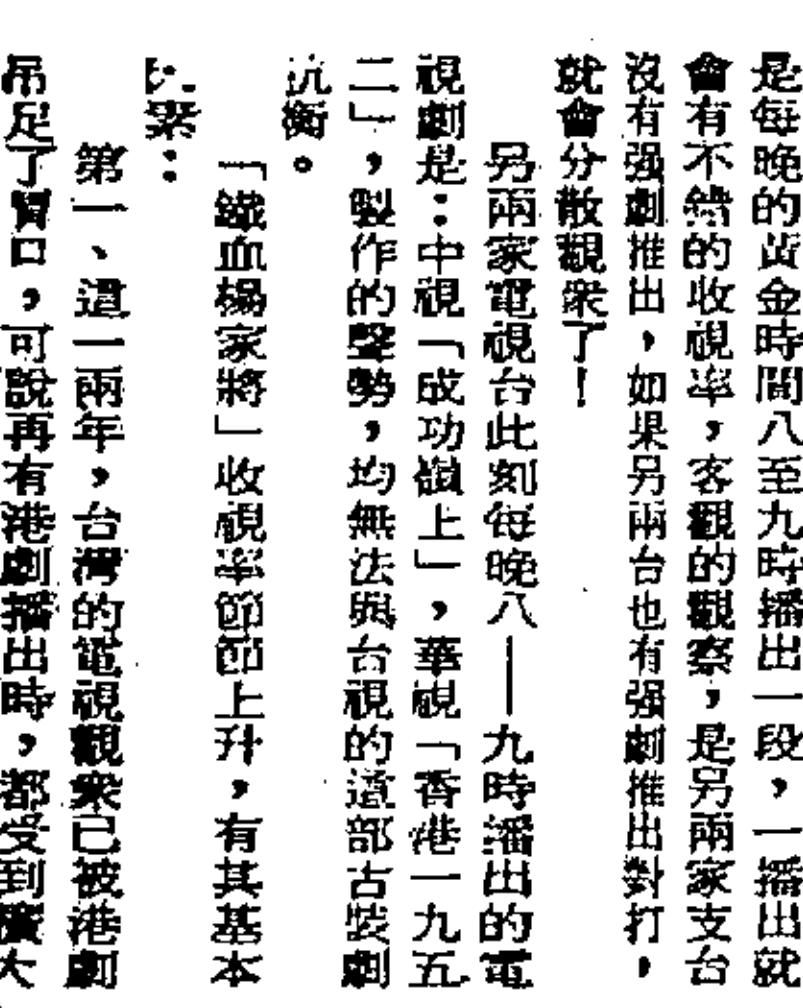 是每晚的黃金時間八至九時播出一段，一播出就
會有不錯的收視率，客觀的觀察，是另兩家支台
沒有强劇推出，如果另兩台也有强劇推出對打，
就會分散觀衆了！
另兩家電視台此刻每晚八——九時播出的電
視劇是：中視「成功嶺上」，華視「香港一九五
二」，製作的聲勢，均無法與台視的這部古裝劇
抗衡。
「鐵血楊家將」收視率節節上升，有其基本
因素：
第一、這一兩年，台灣的電視觀衆已被港劇
吊足了胃口，可說再有港劇播出時，都受到廣大